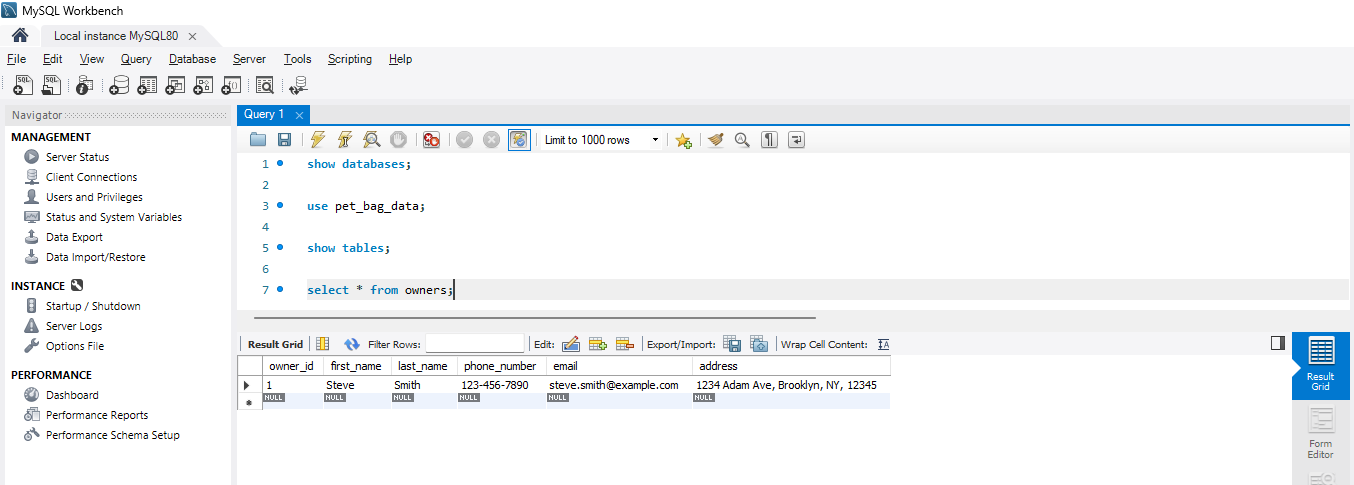 MySQL Workbench
Local instance MySQL80
File Edit View Query Database Server Tools Scripting Help
Navigator
MANAGEMENT
Server Status
Client Connections
Users and Privileges
Status and System Variables
Data Export
Data Import/Restore
INSTANCE
Startup / Shutdown
Server Logs
Options File
PERFORMANCE
Dashboard
Performance Reports
Performance Schema Setup
Query 1
Limit to 1000 rows
1 show databases;
2
3 use pet_bag_data;
4
5 show tables;
6
7 select * from owners;
Result Grid Filter Rows: Edit: Export/Import: Wrap Cell Content:
owner_id first_name last_name phone_number email address
1 Steve Smith 123-456-7890 steve.smith@example.com 1234 Adam Ave, Brooklyn, NY, 12345
NULL NULL NULL NULL NULL NULL
Result
Grid
Form
Editor